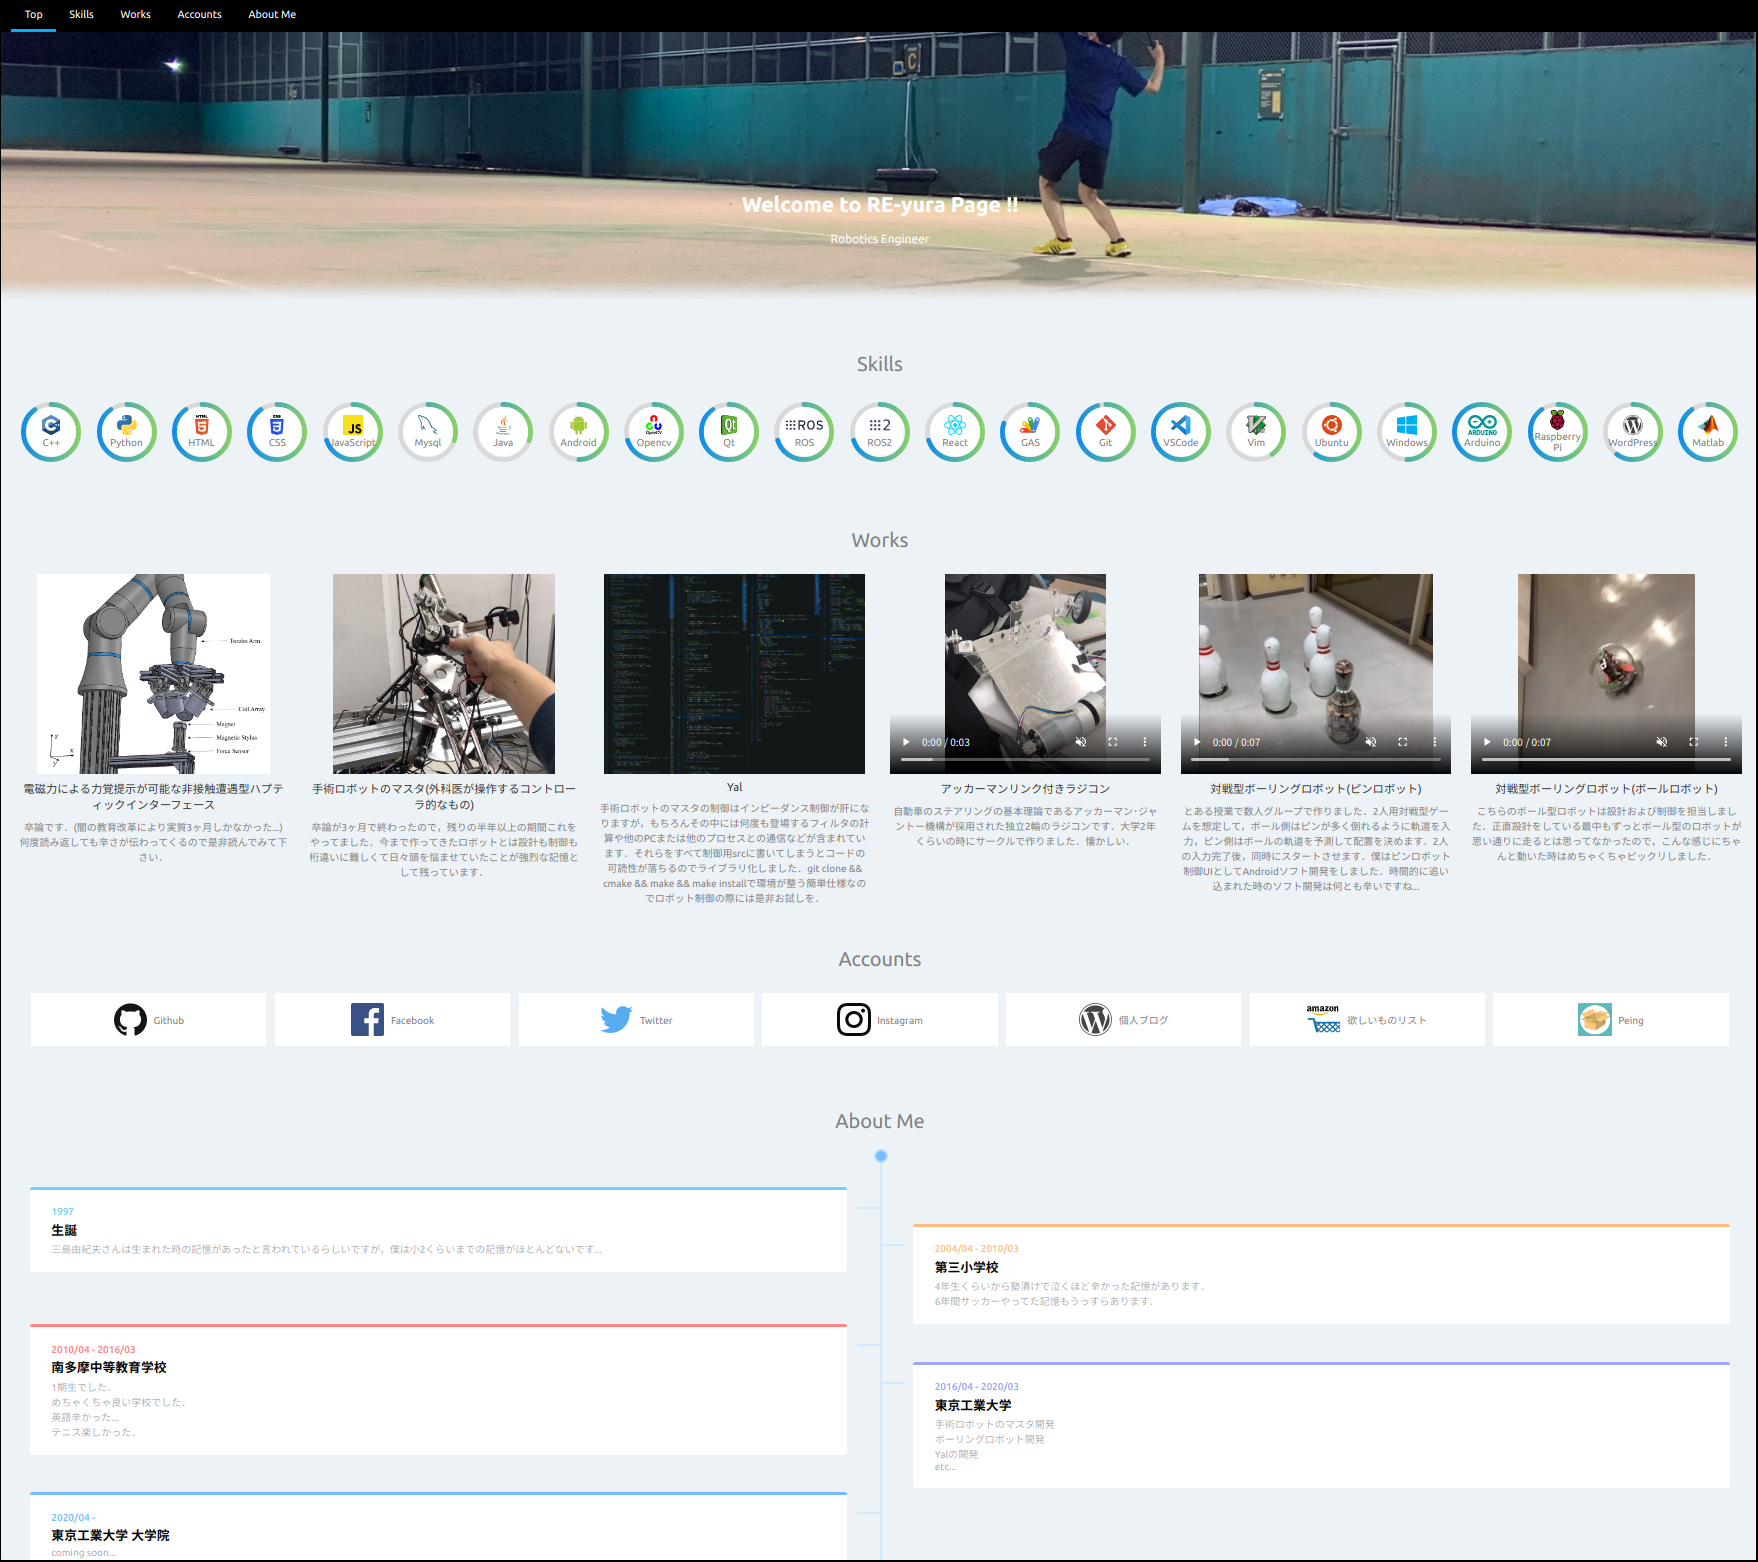 Top Skills Works Accounts About Me
Welcome to RE-yura Page !!
Robotics Engineer
Skills
C++ Python HTML CSS JavaScript Mysql Java Android Opencv Qt ROS ROS2 React GAS Git VSCode Vim Ubuntu Windows Arduino Raspberry Pi WordPress Matlab
Works
Torobo Arm
Coil Array
Magnet
Magnetic Stylus
Force Sensor
電磁力による力覚提示が可能な非接触遭遇型ハプテ
ィックインターフェース
卒論です．(闇の教育改革により実質3ヶ月しかなかった...)
何度読み返しても辛さが伝わってくるので是非読んでみて下
さい．
手術ロボットのマスタ(外科医が操作するコントロー
ラ的なもの)
卒論が3ヶ月で終わったので，残りの半年以上の期間これを
やってました．今まで作ってきたロボットとは設計も制御も
桁違いに難しくて日々頭を悩ませていたことが強烈な記憶と
して残っています．
Yal
手術ロボットのマスタの制御はインピーダンス制御が肝にな
りますが，もちろんその中には何度も登場するフィルタの計
算や他のPCまたは他のプロセスとの通信などが含まれてい
ます．それらをすべて制御用srcに書いてしまうとコードの
可読性が落ちるのでライブラリ化しました．git clone &&
cmake && make && make installで環境が整う簡単仕様なの
でロボット制御の際には是非お試しを．
0:00 / 0:03
アッカーマンリンク付きラジコン
自動車のステアリングの基本理論であるアッカーマン・ジャ
ントー機構が採用された独立2輪のラジコンです．大学2年
くらいの時にサークルで作りました．懐かしい．
0:00 / 0:07
対戦型ボーリングロボット(ピンロボット)
とある授業で数人グループで作りました．2人用対戦型ゲー
ムを想定して，ボール側はピンが多く倒れるように軌道を入
力，ピン側はボールの軌道を予測して配置を決めます．2人
の入力完了後，同時にスタートさせます．僕はピンロボット
制御UIとしてAndroidソフト開発をしました．時間的に追い
込まれた時のソフト開発は何とも辛いですね...
0:00 / 0:07
対戦型ボーリングロボット(ボールロボット)
こちらのボール型ロボットは設計および制御を担当しまし
た．正直設計をしている最中もずっとボール型のロボットが
思い通りに走るとは思ってなかったので，こんな感じにちゃ
んと動いた時はめちゃくちゃビックリしました．
Accounts
Github Facebook Twitter Instagram 個人ブログ amazon 欲しいものリスト Peing
About Me
1997
生誕
三島由紀夫さんは生まれた時の記憶があったと言われているらしいですが，僕は小2くらいまでの記憶がほとんどないです...
2004/04 - 2010/03
第三小学校
4年生くらいから塾漬けで泣くほど辛かった記憶があります．
6年間サッカーやってた記憶もうっすらあります．
2010/04 - 2016/03
南多摩中等教育学校
1期生でした．
めちゃくちゃ良い学校でした．
英語辛かった...
テニス楽しかった．
2016/04 - 2020/03
東京工業大学
手術ロボットのマスタ開発
ボーリングロボット開発
Yalの開発
etc...
2020/04 -
東京工業大学 大学院
coming soon...